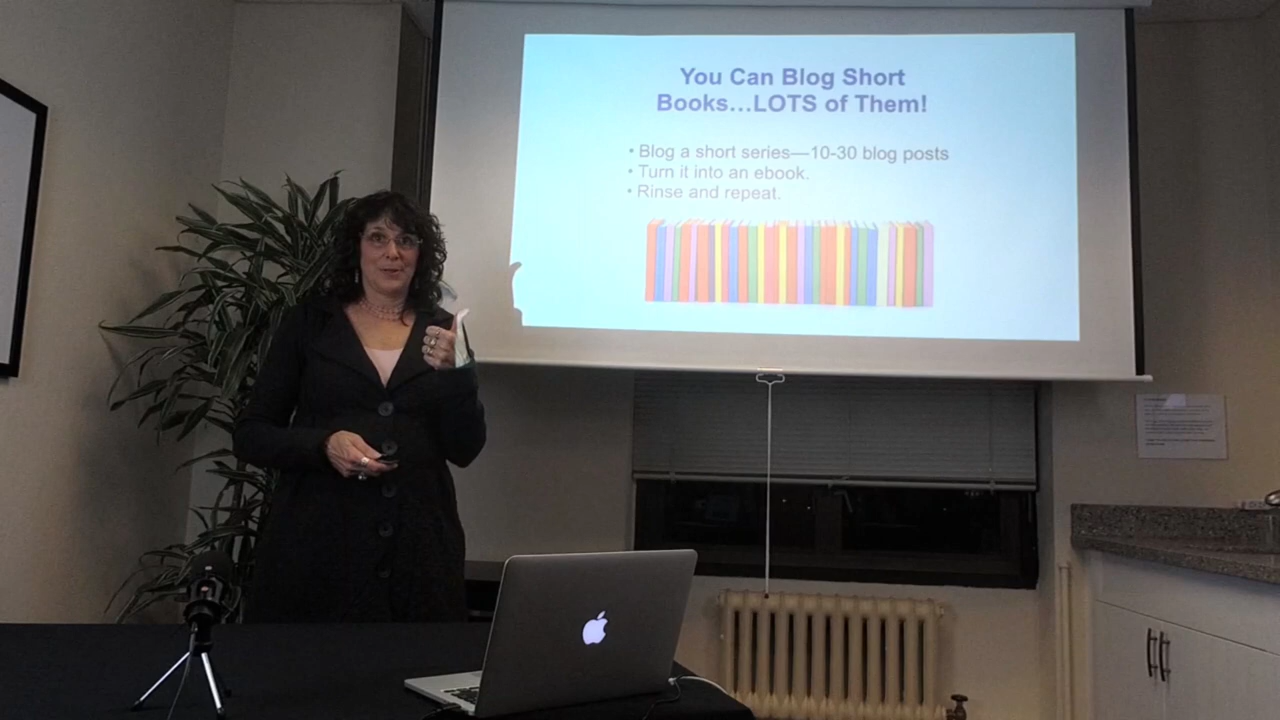 You Can Blog Short
Books…LOTS of Them!
• Blog a short series—10-30 blog posts
• Turn it into an ebook.
• Rinse and repeat.